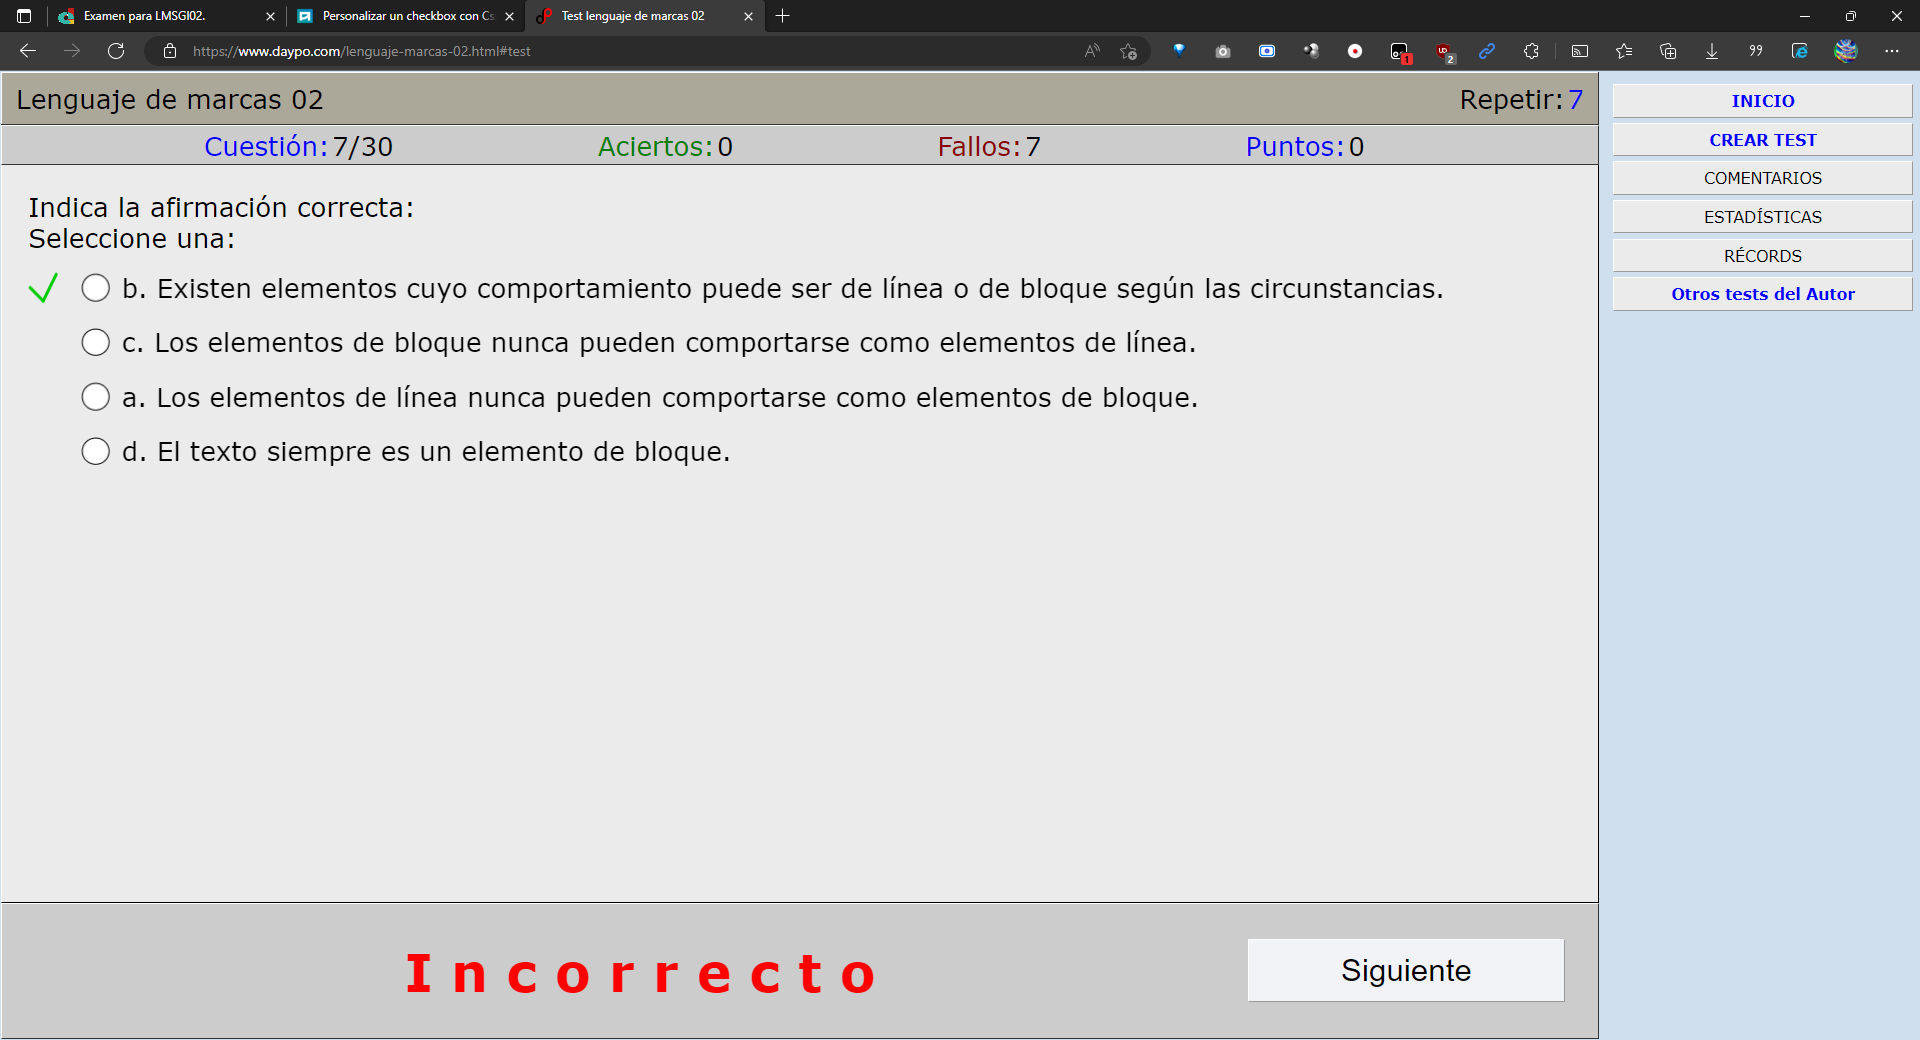 Examen para LMSGI02.
Personalizar un checkbox con Cs
Test lenguaje de marcas 02
https://www.daypo.com/lenguaje-marcas-02.html#test
1
2
Lenguaje de marcas 02
Repetir: 7
Cuestión: 7/30
Aciertos: 0
Fallos: 7
Puntos: 0
Indica la afirmación correcta:
Seleccione una:
b. Existen elementos cuyo comportamiento puede ser de línea o de bloque según las circunstancias.
c. Los elementos de bloque nunca pueden comportarse como elementos de línea.
a. Los elementos de línea nunca pueden comportarse como elementos de bloque.
d. El texto siempre es un elemento de bloque.
Incorrecto
Siguiente
INICIO
CREAR TEST
COMENTARIOS
ESTADÍSTICAS
RÉCORDS
Otros tests del Autor